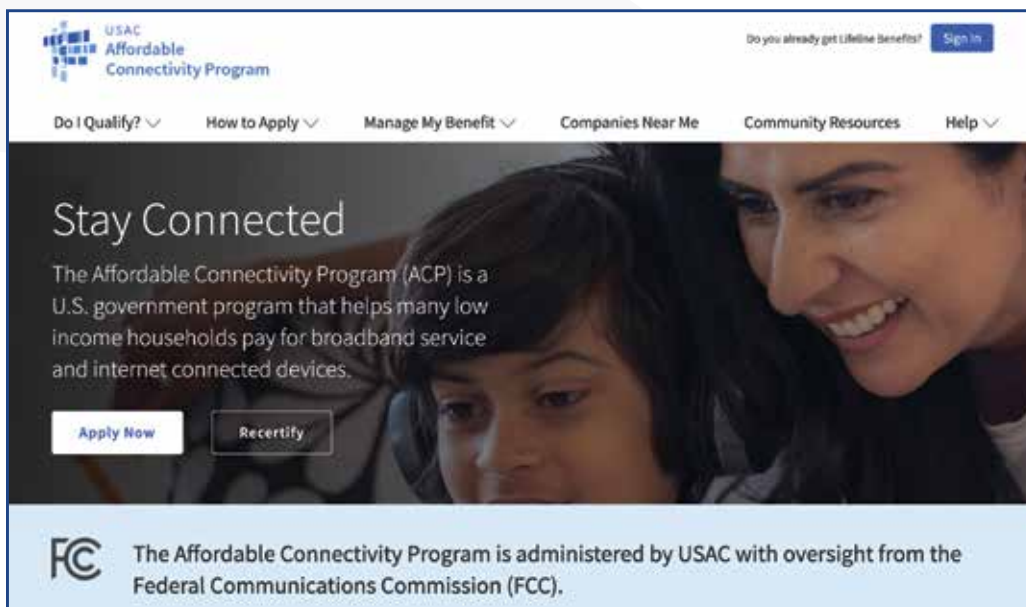 USAC
Affordable
Connectivity Program
Do you already get Lifeline Benefits?
Sign In
Do I Qualify?
How to Apply
Manage My Benefit
Companies Near Me
Community Resources
Help
Stay Connected
The Affordable Connectivity Program (ACP) is a
U.S. government program that helps many low
income households pay for broadband service
and internet connected devices.
Apply Now
Recertify
FCC
The Affordable Connectivity Program is administered by USAC with oversight from the
Federal Communications Commission (FCC).